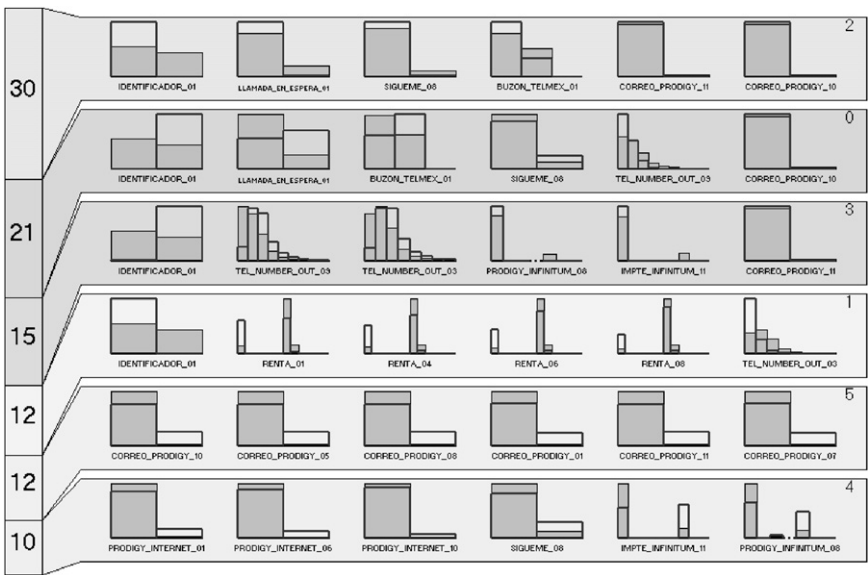 30 2
IDENTIFICADOR_01 LLAMADA_EN_ESPERA_01 SIGUEME_08 BUZON_TELMEX_01 CORREO_PRODIGY_11 CORREO_PRODIGY_10
21 0
IDENTIFICADOR_01 LLAMADA_EN_ESPERA_01 BUZON_TELMEX_01 SIGUEME_08 TEL_NUMBER_OUT_09 CORREO_PRODIGY_10
15 3
IDENTIFICADOR_01 TEL_NUMBER_OUT_09 TEL_NUMBER_OUT_03 PRODIGY_INFINITUM_08 IMPTE_INFINITUM_11 CORREO_PRODIGY_11
12 1
IDENTIFICADOR_01 RENTA_01 RENTA_04 RENTA_06 RENTA_08 TEL_NUMBER_OUT_03
12 5
CORREO_PRODIGY_10 CORREO_PRODIGY_05 CORREO_PRODIGY_08 CORREO_PRODIGY_01 CORREO_PRODIGY_11 CORREO_PRODIGY_07
10 4
PRODIGY_INTERNET_01 PRODIGY_INTERNET_06 PRODIGY_INTERNET_10 SIGUEME_08 IMPTE_INFINITUM_11 PRODIGY_INFINITUM_08